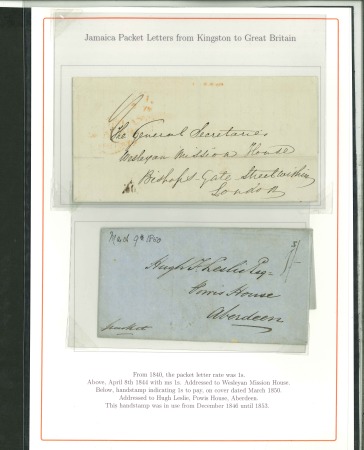 Jamaica Packet Letters from Kingston to Great Britain
The General Secretaries
Wesleyan Mission House
Bishops-Gate Street within
London
March 9th 1850
Hugh F. Leslie Esqr
Powis House
Aberdeen
From 1840, the packet letter rate was 1s.
Above, April 8th 1844 with ms 1s. Addressed to Wesleyan Mission House.
Below, handstamp indicating 1s to pay, on cover dated March 1850.
Addressed to Hugh Leslie, Powis House, Aberdeen.
This handstamp was in use from December 1846 until 1853.